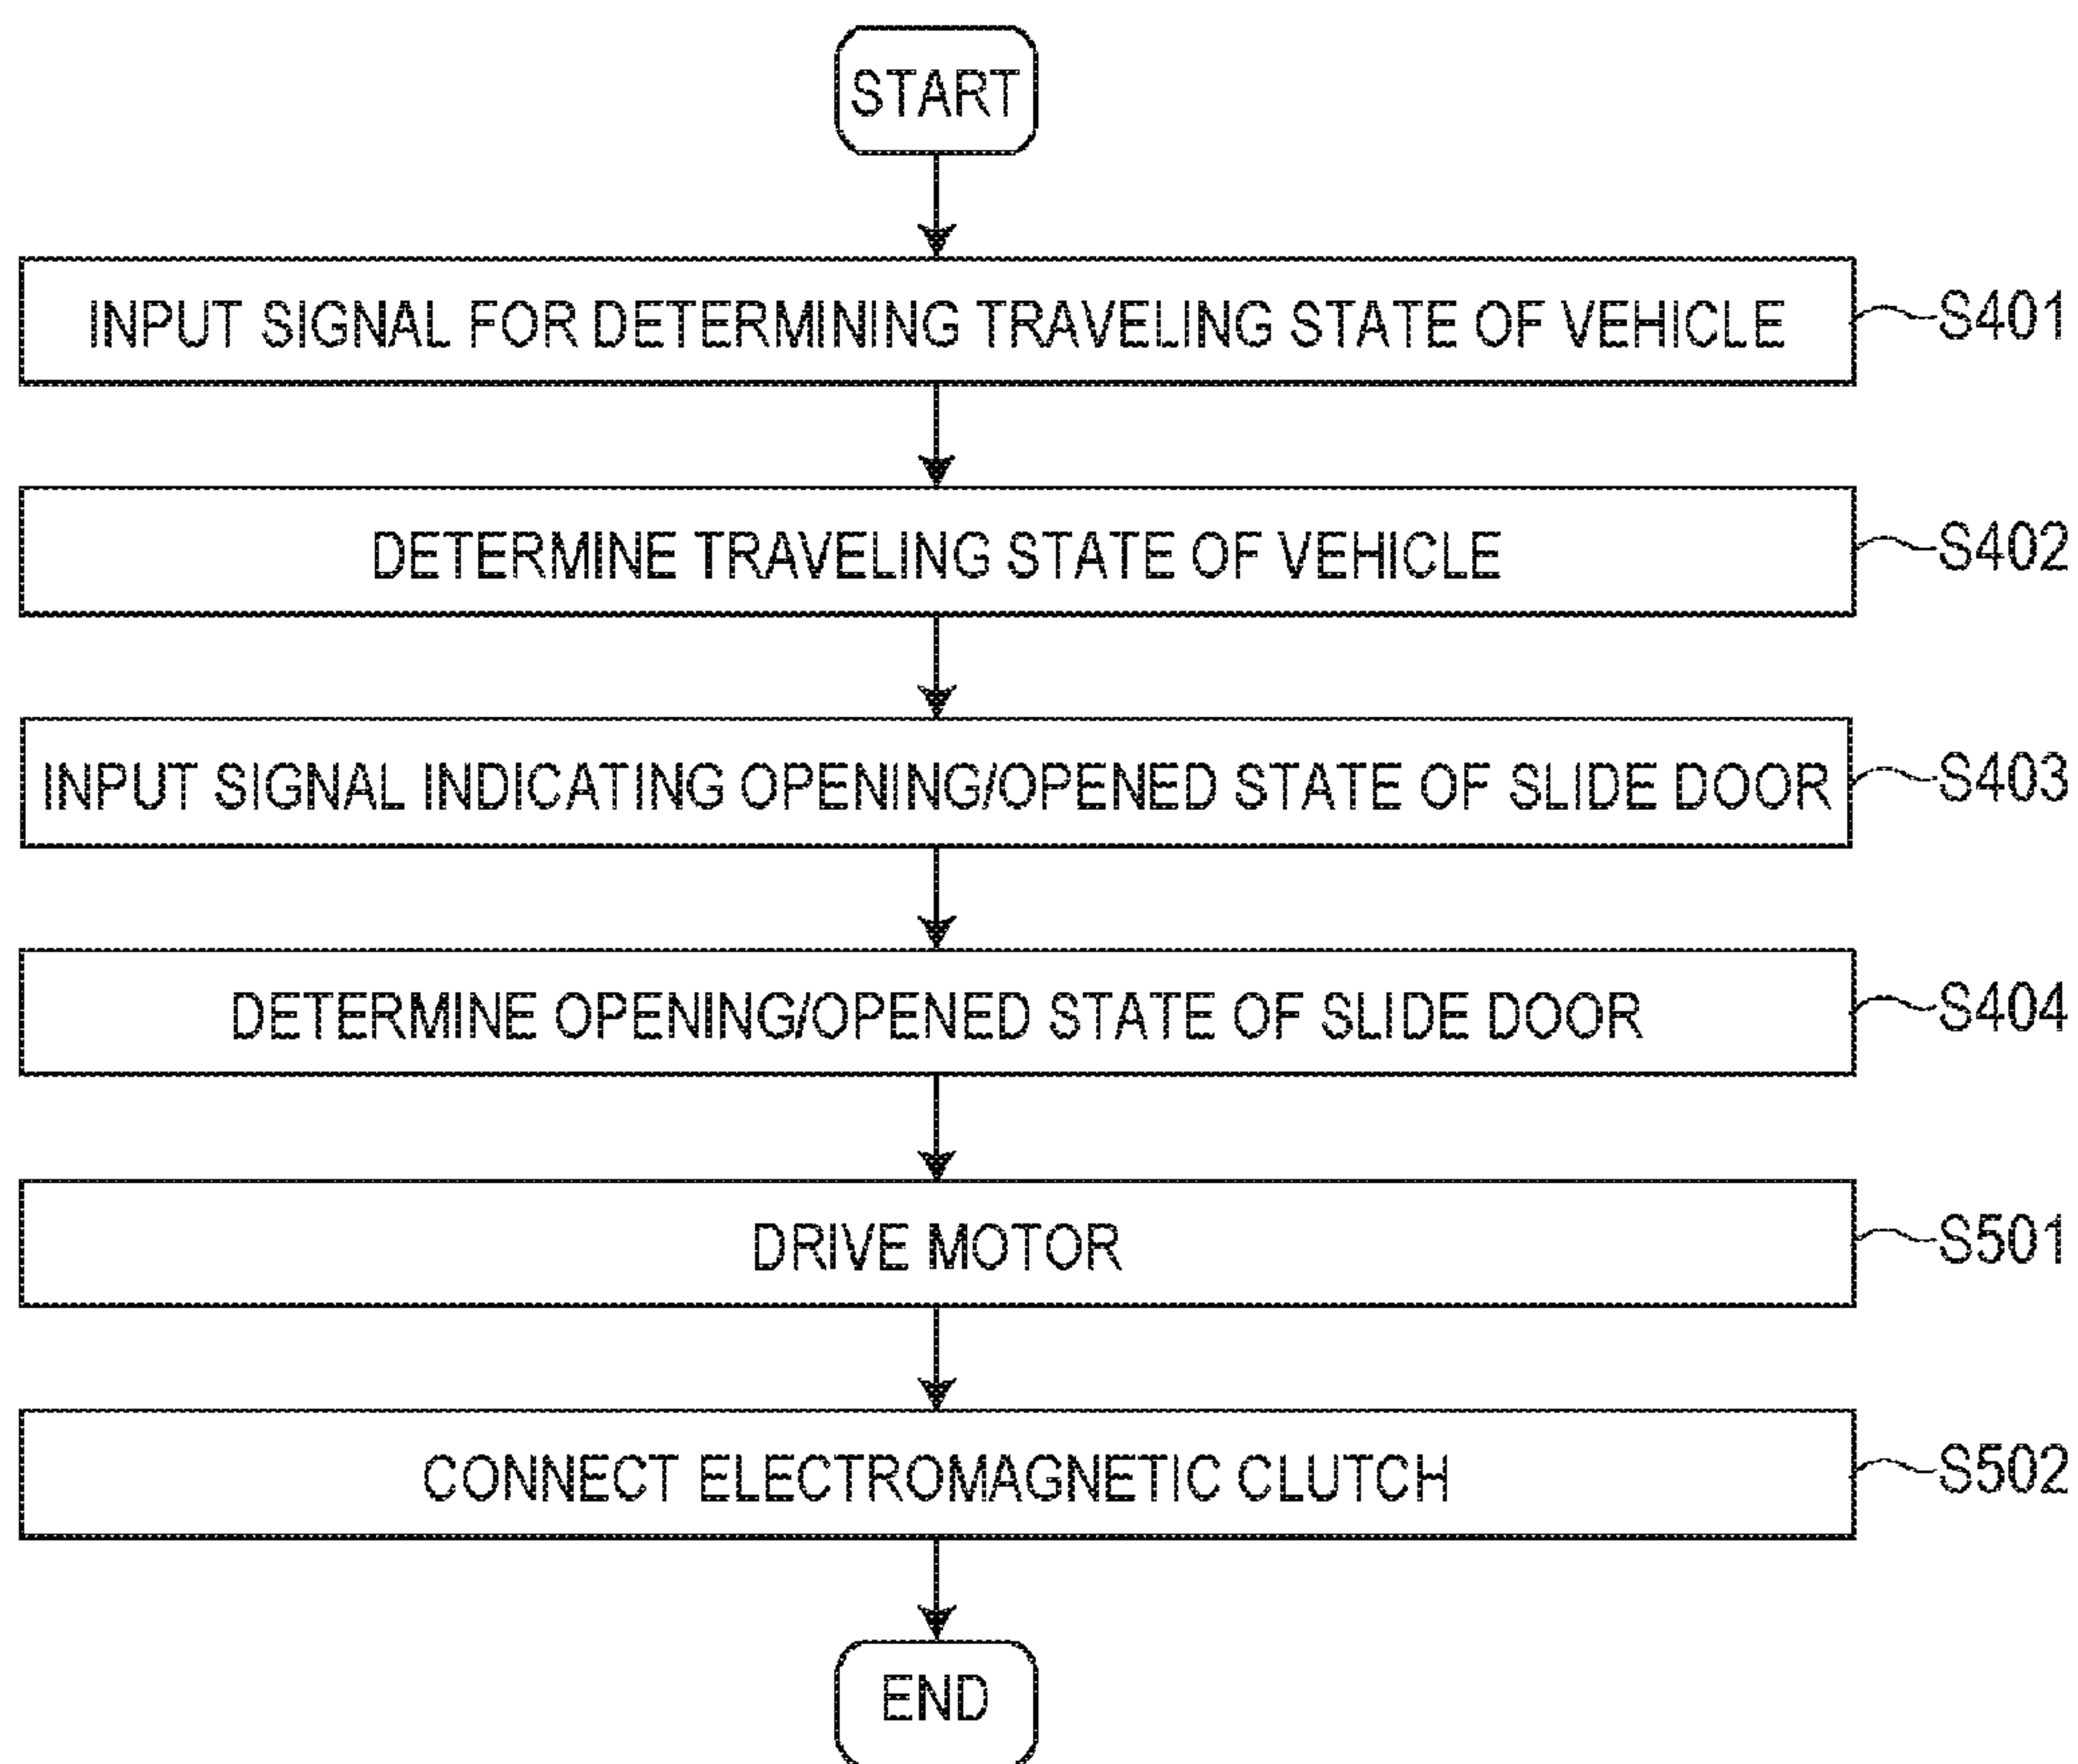 START
INPUT SIGNAL FOR DETERMINING TRAVELING STATE OF VEHICLE
S401
DETERMINE TRAVELING STATE OF VEHICLE
S402
INPUT SIGNAL INDICATING OPENING/OPENED STATE OF SLIDE DOOR
S403
DETERMINE OPENING/OPENED STATE OF SLIDE DOOR
S404
DRIVE MOTOR
S501
CONNECT ELECTROMAGNETIC CLUTCH
S502
END